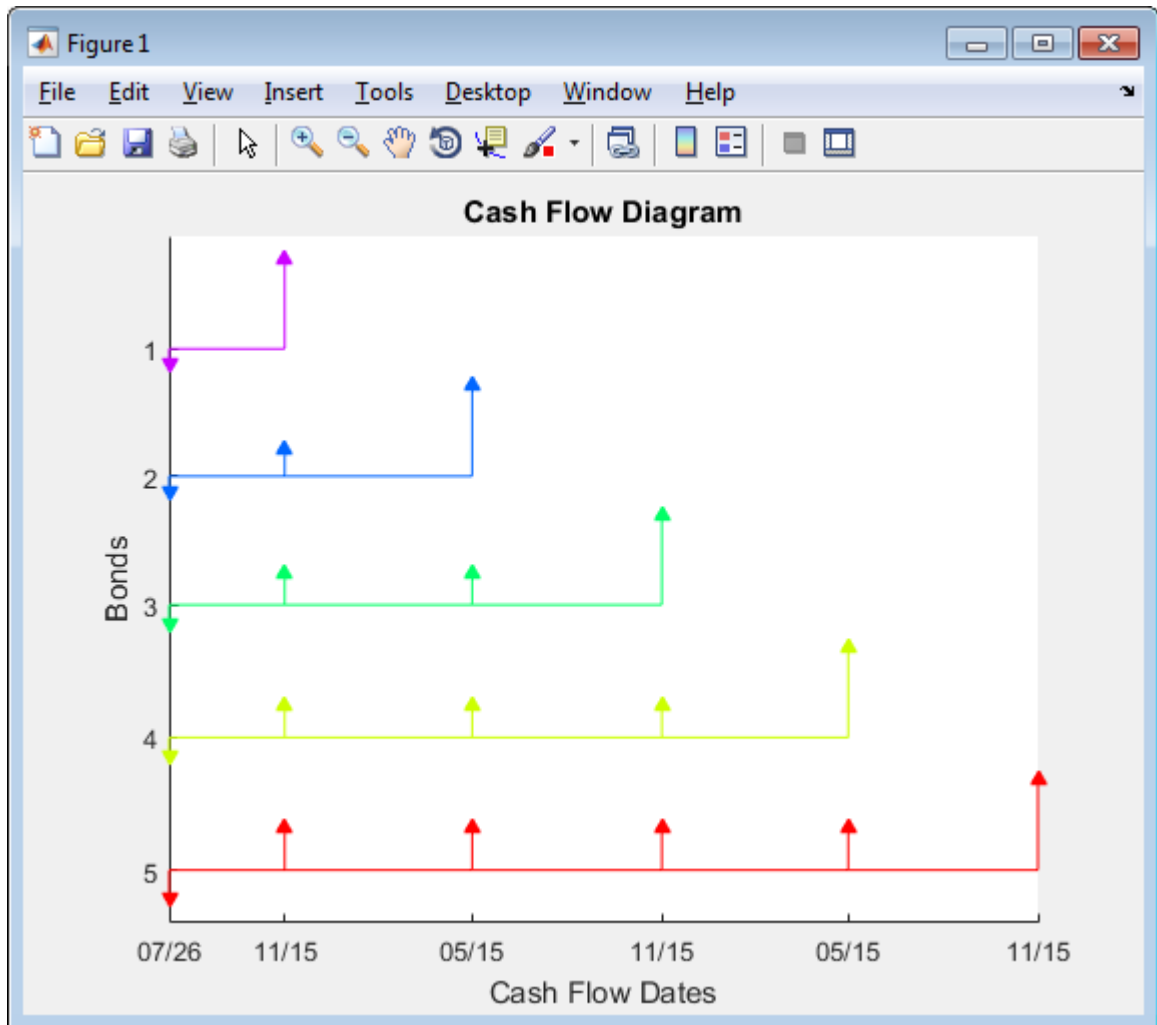 Figure 1
File Edit View Insert Tools Desktop Window Help
Cash Flow Diagram
1
2
3
4
5
Bonds
07/26 11/15 05/15 11/15 05/15 11/15
Cash Flow Dates